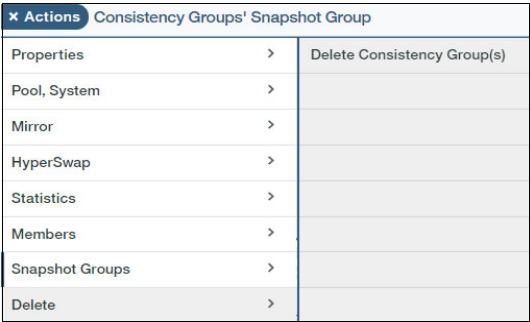 × Actions Consistency Groups' Snapshot Group
Properties > Delete Consistency Group(s)
Pool, System >
Mirror >
HyperSwap >
Statistics >
Members >
Snapshot Groups >
Delete >